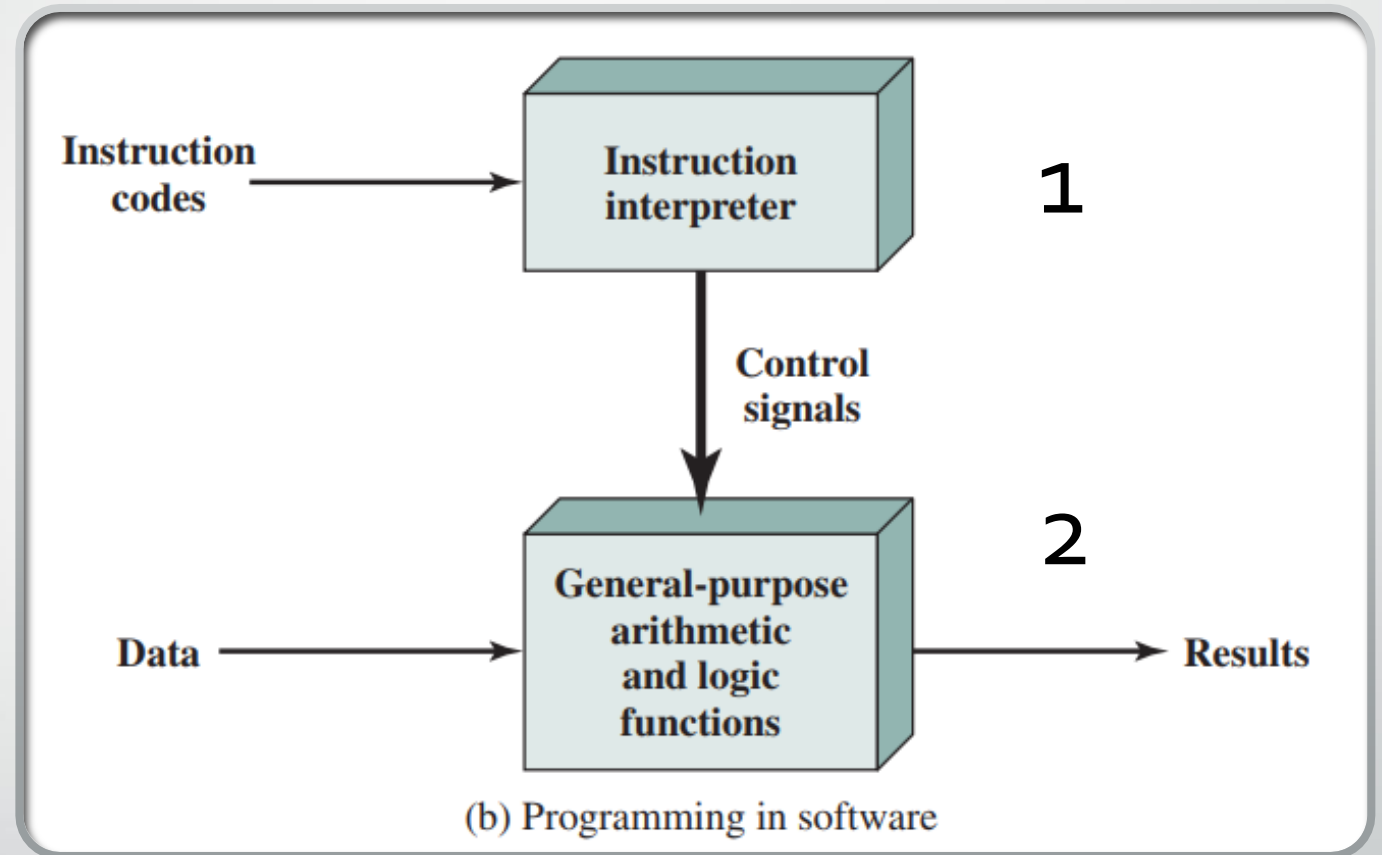 Instruction
codes
Instruction
interpreter
1
Control
signals
2
General-purpose
arithmetic
and logic
functions
Data
Results
(b) Programming in software